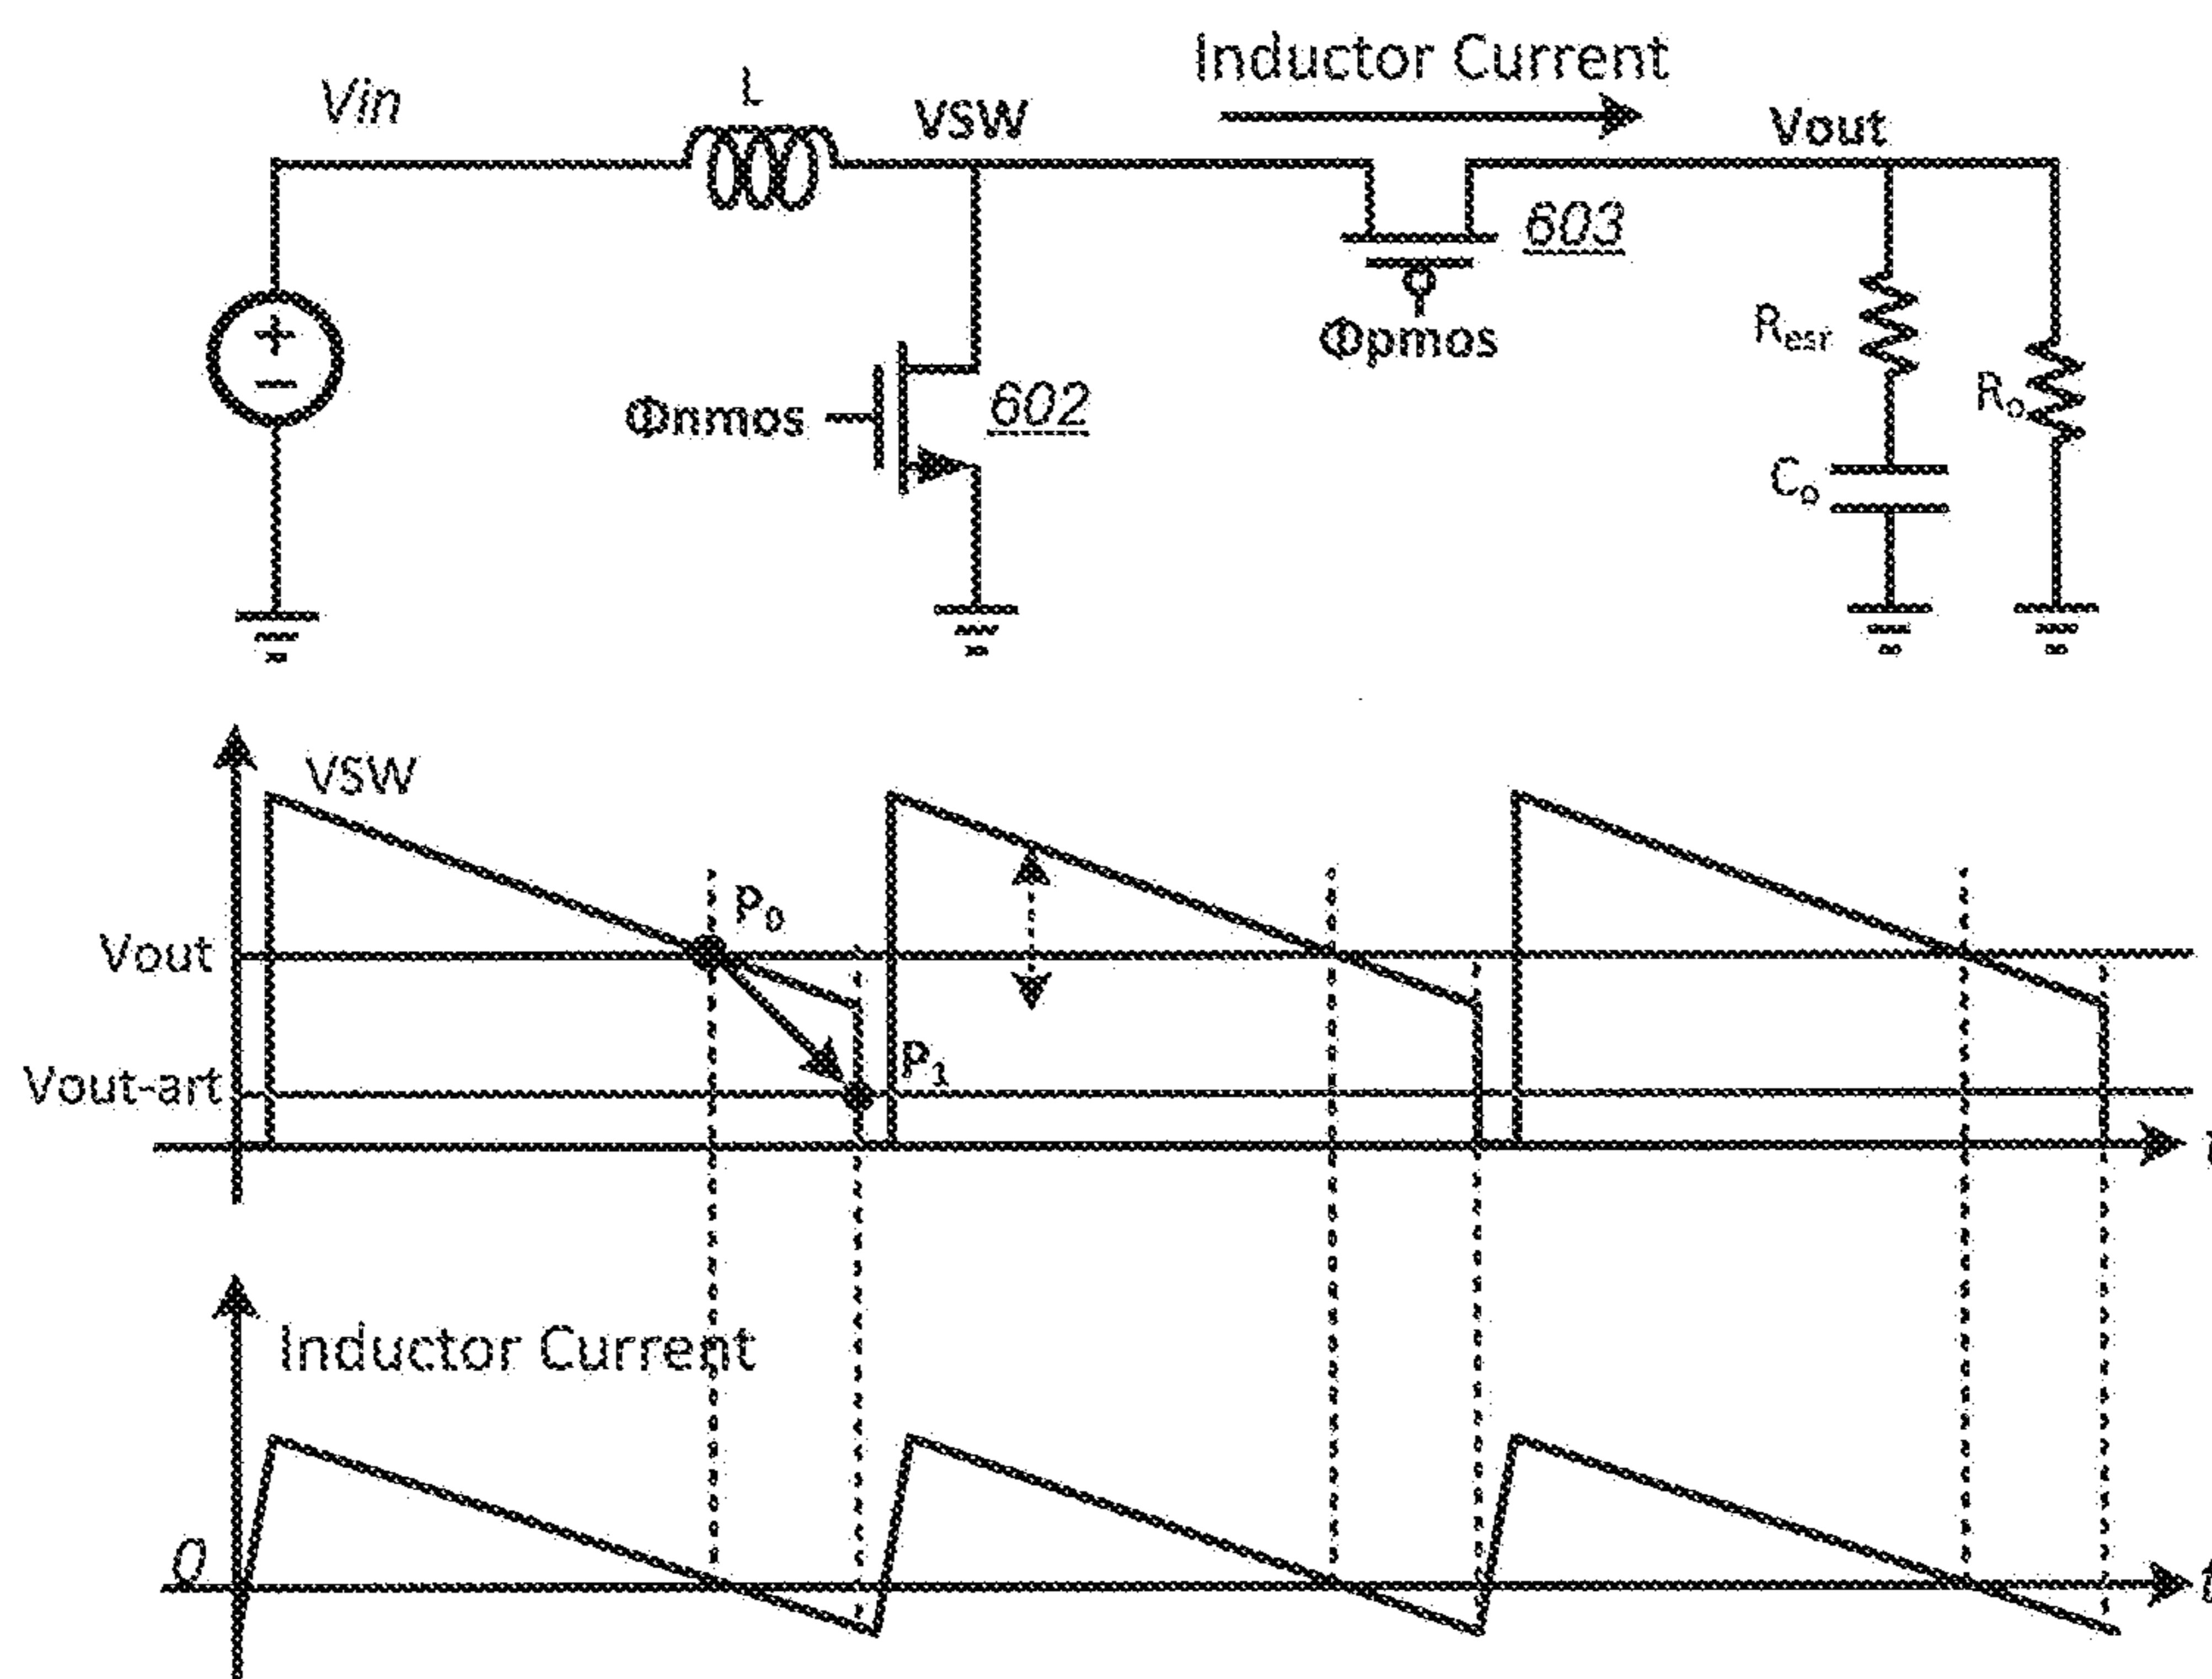 Inductor Current
Vin
L
VSW
Vout
603
Φpmos
Resr
Ro
Φnmos
602
Co
+
−
VSW
P0
Vout
P1
Vout-art
t
Inductor Current
0
t